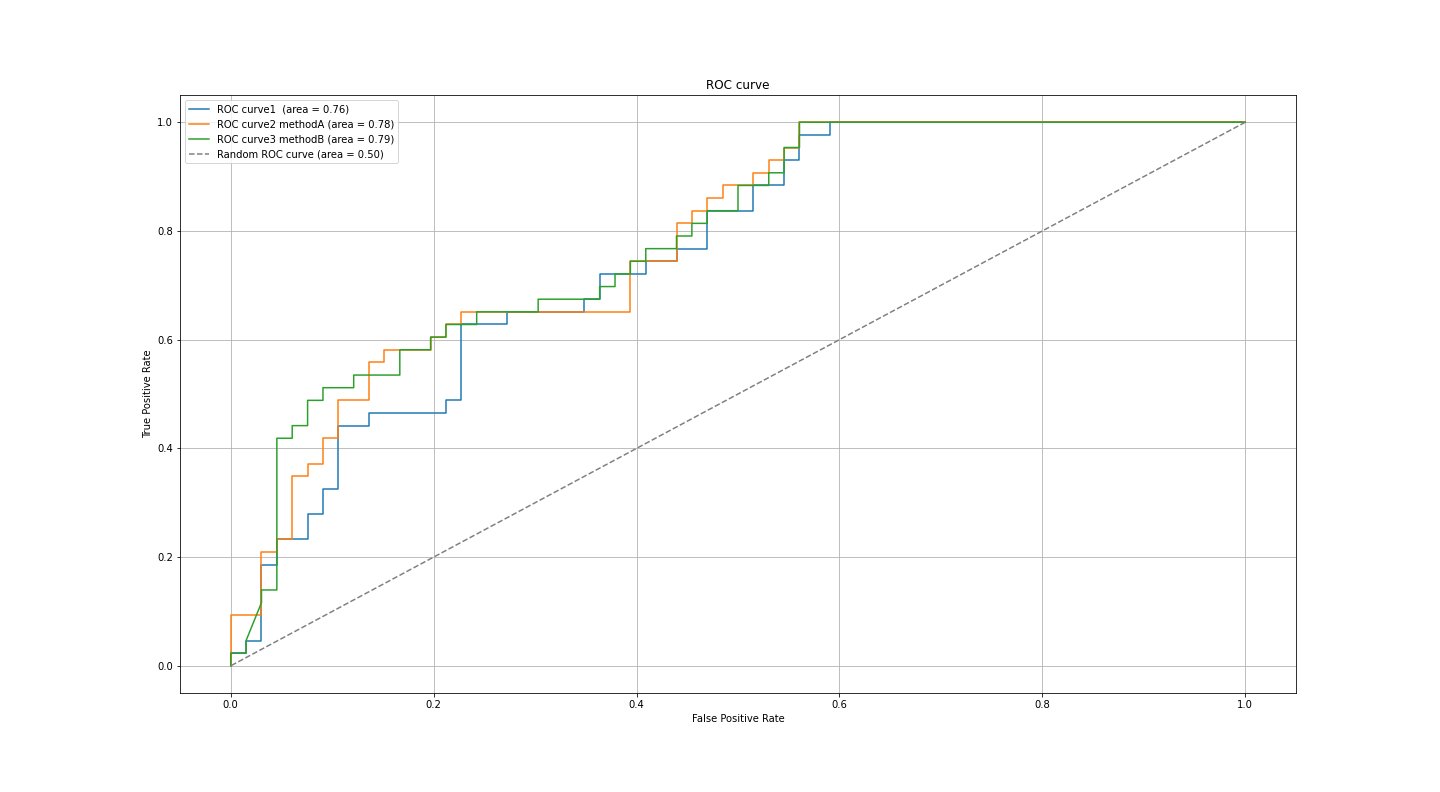 ROC curve
ROC curve1  (area = 0.76)
ROC curve2 methodA (area = 0.78)
ROC curve3 methodB (area = 0.79)
Random ROC curve (area = 0.50)
1.0
0.8
0.6
0.4
0.2
0.0
True Positive Rate
0.0 0.2 0.4 0.6 0.8 1.0
False Positive Rate